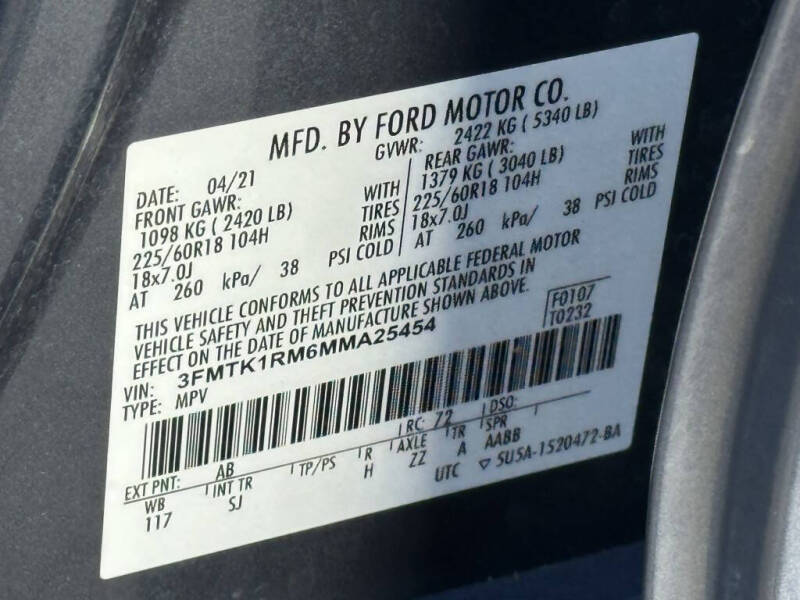 MFD. BY FORD MOTOR CO.
DATE: 04/21 GVWR: 2422 KG ( 5340 LB)
FRONT GAWR: WITH REAR GAWR: WITH
1098 KG ( 2420 LB) TIRES 1379 KG ( 3040 LB) TIRES
225/60R18 104H RIMS 225/60R18 104H RIMS
18x7.0J PSI COLD 18x7.0J PSI COLD
AT 260 kPa/ 38 AT 260 kPa/ 38
THIS VEHICLE CONFORMS TO ALL APPLICABLE FEDERAL MOTOR
VEHICLE SAFETY AND THEFT PREVENTION STANDARDS IN
EFFECT ON THE DATE OF MANUFACTURE SHOWN ABOVE.
F0107
T0232
VIN: 3FMTK1RM6MMA25454
TYPE: MPV
EXT PNT: AB RC: 72 DSO:
WB INT TR TP/PS R AXLE TR SPR
117 SJ H ZZ A AABB
UTC ▽ 5U5A-1520472-BA